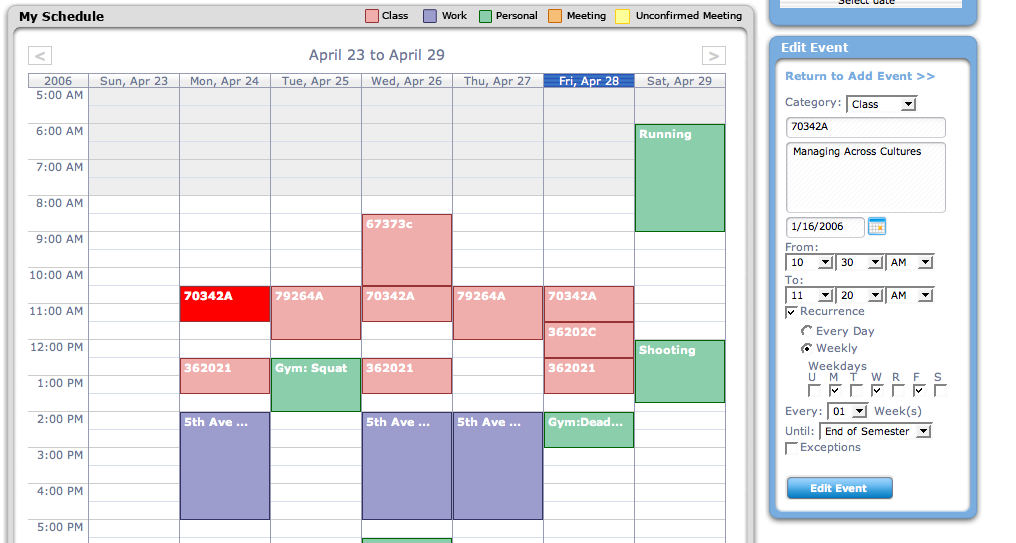 My Schedule
Class Work Personal Meeting Unconfirmed Meeting
< April 23 to April 29 >
2006 Sun, Apr 23 Mon, Apr 24 Tue, Apr 25 Wed, Apr 26 Thu, Apr 27 Fri, Apr 28 Sat, Apr 29
5:00 AM
6:00 AM
Running
7:00 AM
8:00 AM
67373c
9:00 AM
10:00 AM
70342A 79264A 70342A 79264A 70342A
11:00 AM
36202C
12:00 PM
Shooting
362021 Gym: Squat 362021 362021
1:00 PM
2:00 PM
5th Ave ... 5th Ave ... 5th Ave ... Gym:Dead...
3:00 PM
4:00 PM
5:00 PM
Select date
Edit Event
Return to Add Event >>
Category: Class
70342A
Managing Across Cultures
1/16/2006
From:
10 30 AM
To:
11 20 AM
Recurrence
Every Day
Weekly
Weekdays
U M T W R F S
Every: 01 Week(s)
Until: End of Semester
Exceptions
Edit Event